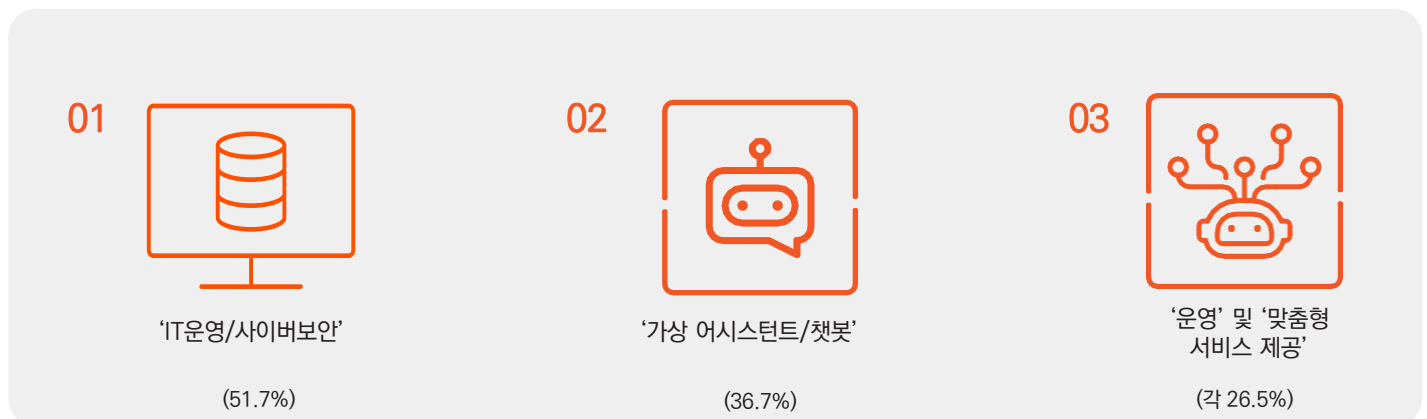 01
‘IT운영/사이버보안’
(51.7%)
02
‘가상 어시스턴트/챗봇’
(36.7%)
03
‘운영’ 및 ‘맞춤형
서비스 제공’
(각 26.5%)